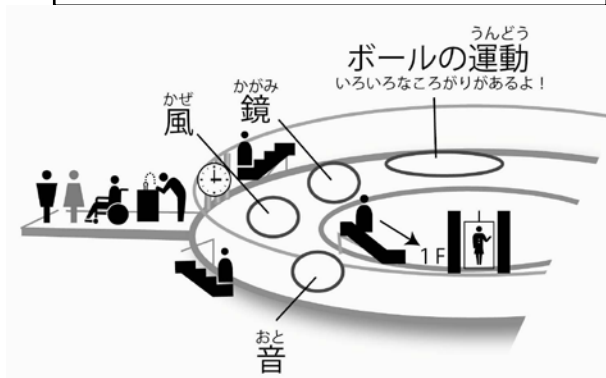 うんどう
ボールの運動
いろいろなころがりがあるよ！
かがみ
鏡
かぜ
風
1F
おと
音